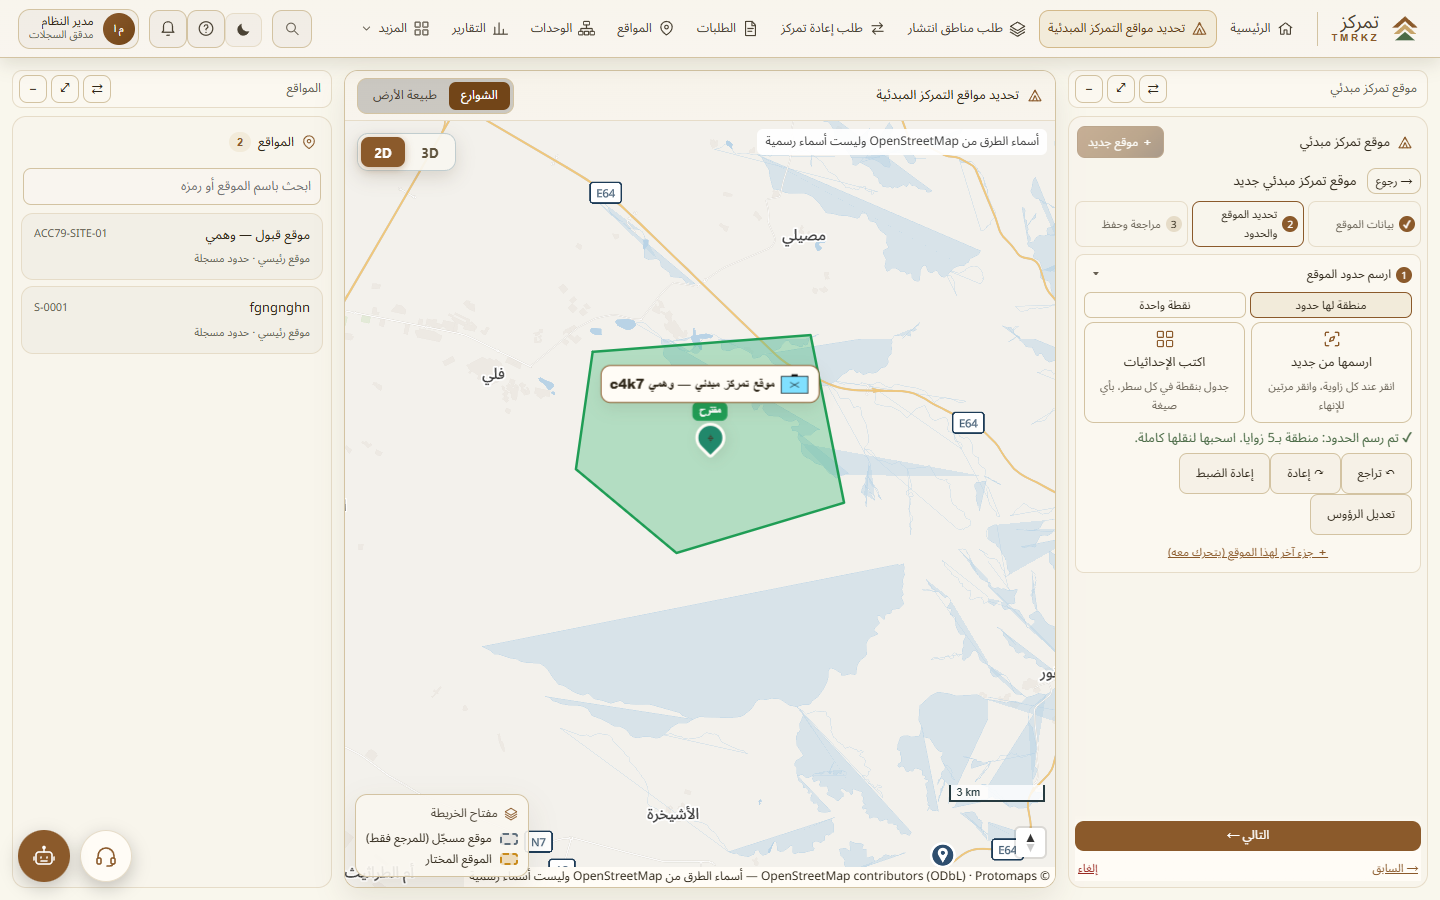 تمركز
TMRKZ
الرئيسية
تحديد مواقع التمركز المبدئية
طلب مناطق انتشار
طلب إعادة تمركز
الطلبات
المواقع
الوحدات
التقارير
المزيد
م ا
مدير النظام
مدقق السجلات
موقع تمركز مبدئي
موقع تمركز مبدئي
+ موقع جديد
→ رجوع
موقع تمركز مبدئي جديد
✓ بيانات الموقع
2 تحديد الموقع والحدود
3 مراجعة وحفظ
1 ارسم حدود الموقع
منطقة لها حدود
نقطة واحدة
ارسمها من جديد
انقر عند كل زاوية، وانقر مرتين
للإنهاء
اكتب الإحداثيات
جدول بنقطة في كل سطر، بأي
صيغة
✓ تم رسم الحدود: منطقة بـ5 زوايا. اسحبها لنقلها كاملة.
↶ تراجع
↷ إعادة
إعادة الضبط
تعديل الرؤوس
+ جزء آخر لهذا الموقع (يتحرك معه)
التالي ←
→ السابق
إلغاء
تحديد مواقع التمركز المبدئية
الشوارع
طبيعة الأرض
أسماء الطرق من OpenStreetMap وليست أسماء رسمية
2D
3D
E64
مصيلي
فلي
موقع تمركز مبدئي — وهمي c4k7
مقترح
E64
3 km
الأشيخرة
مفتاح الخريطة
موقع مسجّل (للمرجع فقط)
الموقع المختار
N7
E64
أم الطرائيث
© OpenStreetMap contributors (ODbL) · Protomaps — أسماء الطرق من OpenStreetMap وليست أسماء رسمية
المواقع
المواقع 2
ابحث باسم الموقع أو رمزه
موقع قبول — وهمي
ACC79-SITE-01
موقع رئيسي · حدود مسجلة
fgngnghn
S-0001
موقع رئيسي · حدود مسجلة